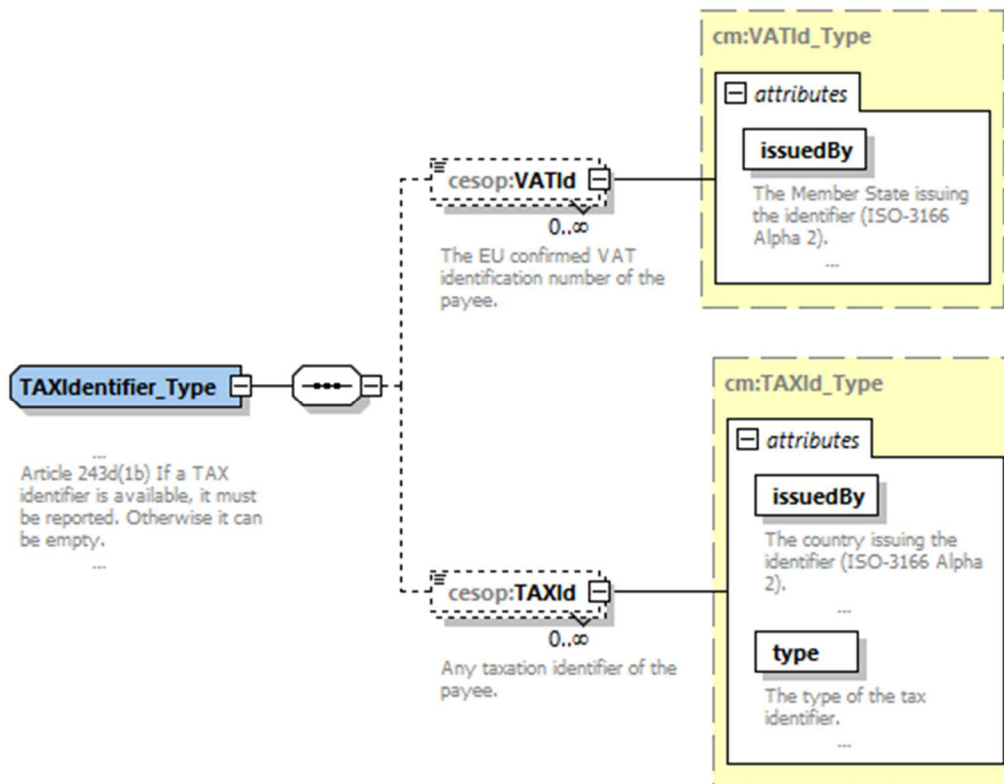 TAXIdentifier_Type
...
Article 243d(1b) If a TAX
identifier is available, it must
be reported. Otherwise it can
be empty.
...
cesop:VATId
0..∞
The EU confirmed VAT
identification number of the
payee.
cm:VATId_Type
attributes
issuedBy
The Member State issuing
the identifier (ISO-3166
Alpha 2).
...
cesop:TAXId
0..∞
Any taxation identifier of the
payee.
cm:TAXId_Type
attributes
issuedBy
The country issuing the
identifier (ISO-3166 Alpha
2).
...
type
The type of the tax
identifier.
...